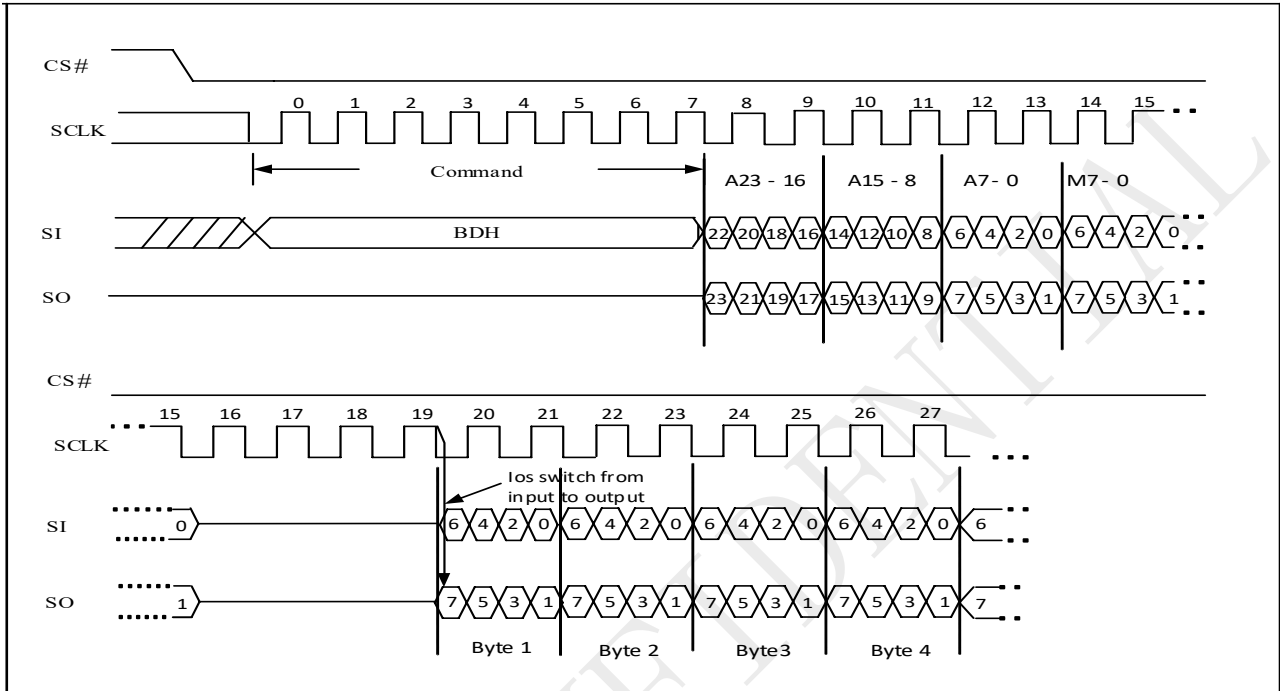 CS#
0 1 2 3 4 5 6 7 8 9 10 11 12 13 14 15
SCLK
Command
A23 - 16 A15 - 8 A7- 0 M7- 0
SI
BDH
22 20 18 16 14 12 10 8 6 4 2 0 6 4 2 0
SO
23 21 19 17 15 13 11 9 7 5 3 1 7 5 3 1
CS#
15 16 17 18 19 20 21 22 23 24 25 26 27
SCLK
Ios switch from
input to output
SI
0 6 4 2 0 6 4 2 0 6 4 2 0 6 4 2 0 6
SO
1 7 5 3 1 7 5 3 1 7 5 3 1 7 5 3 1 7
Byte 1 Byte 2 Byte3 Byte 4